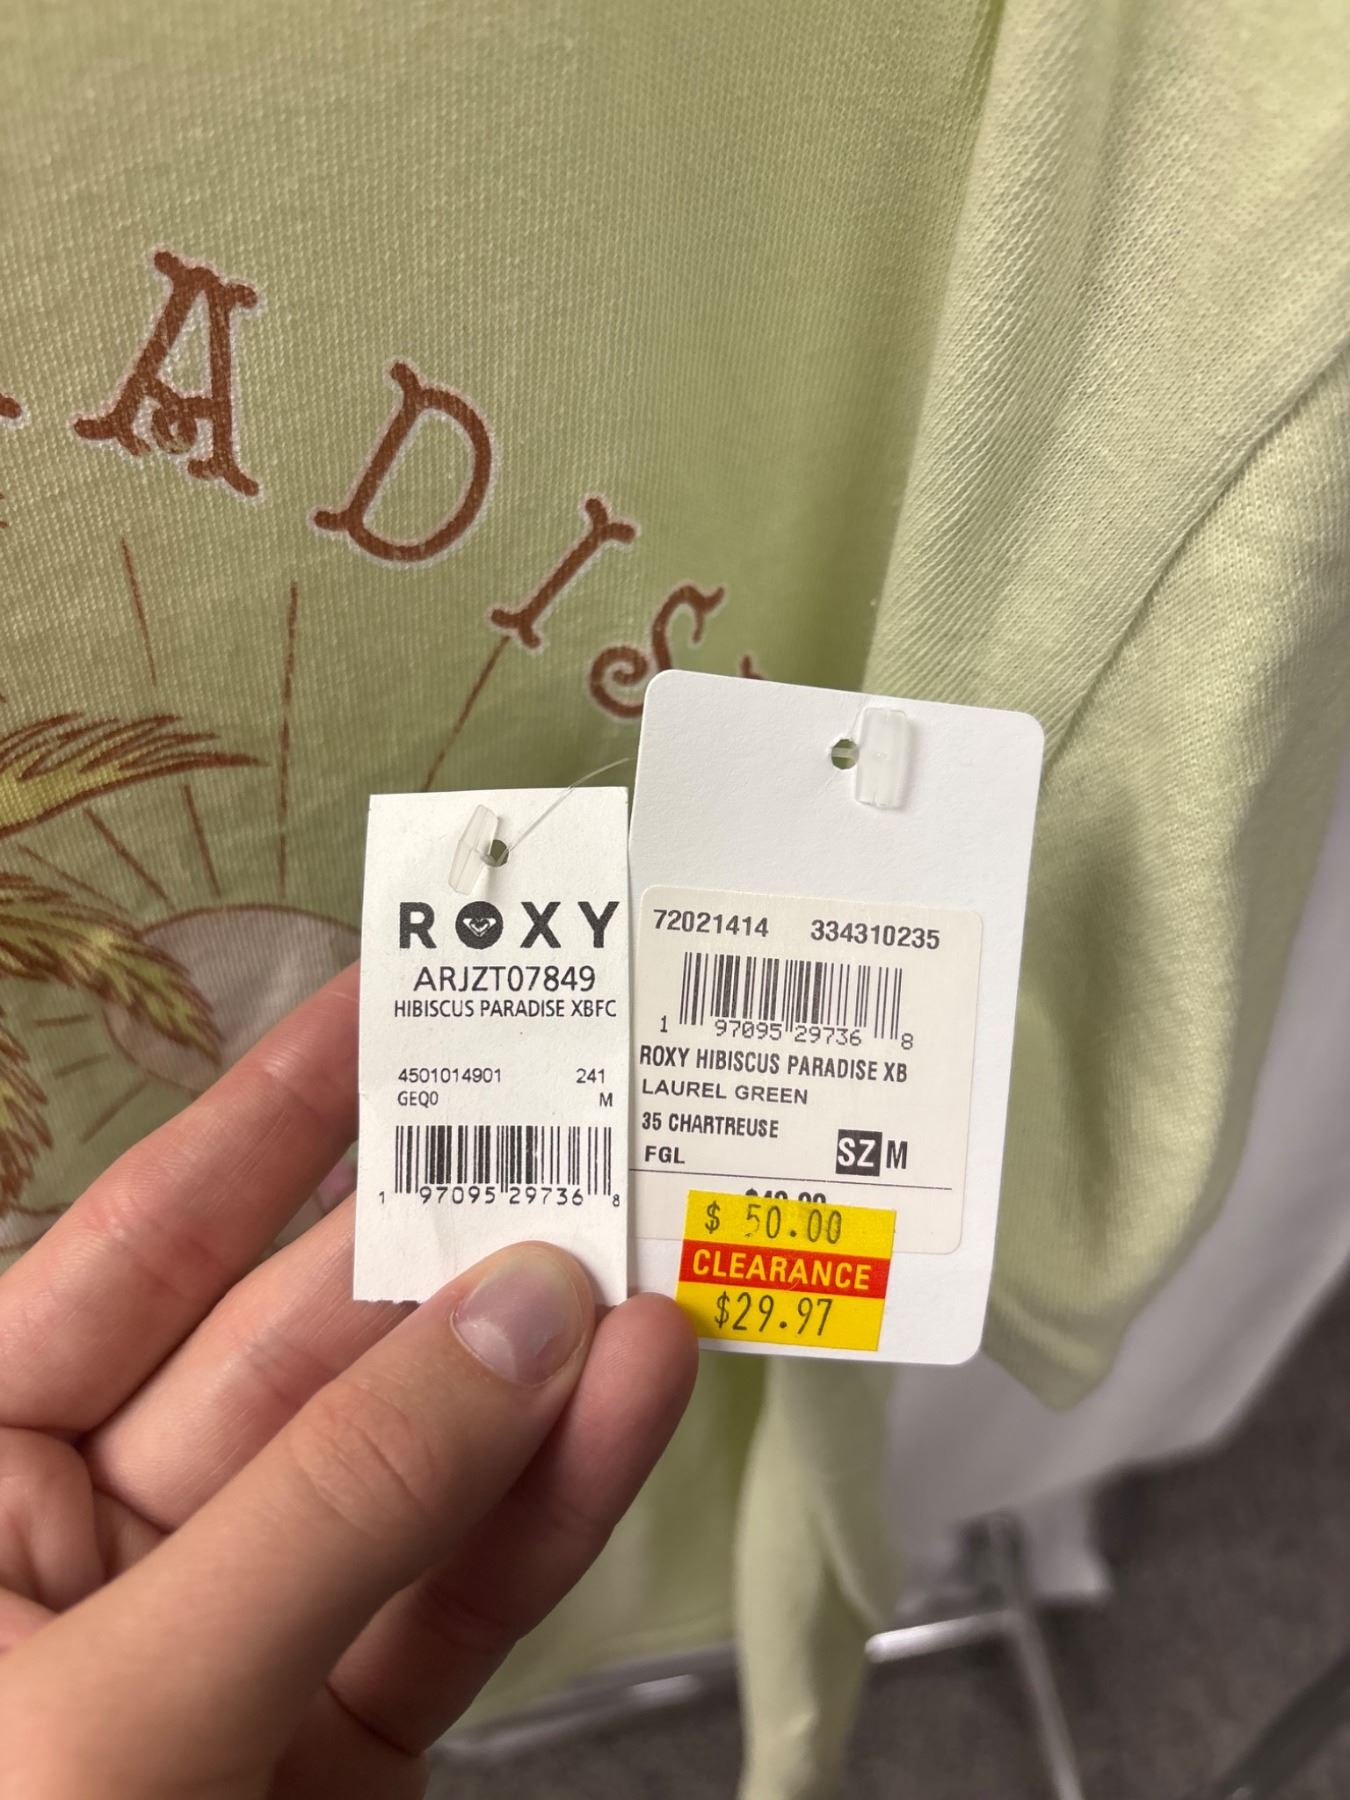 ADIS
ROXY
ARJZT07849
HIBISCUS PARADISE XBFC
4501014901 241
GEQ0 M
1 97095 29736 8
72021414 334310235
1 97095 29736 8
ROXY HIBISCUS PARADISE XB
LAUREL GREEN
35 CHARTREUSE
FGL SZ M
$ 50.00
CLEARANCE
$29.97